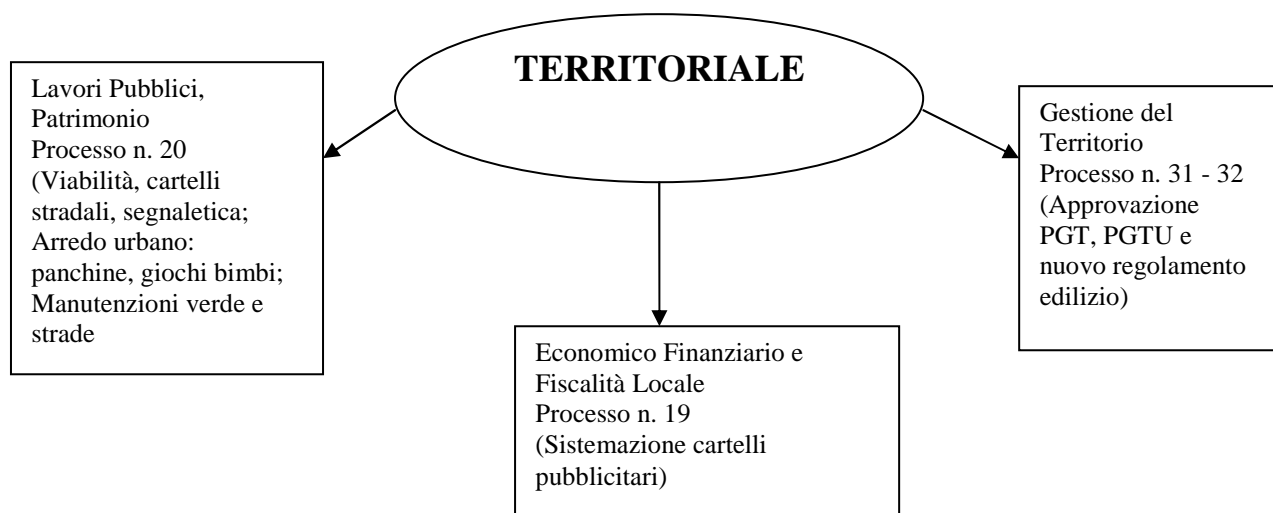 TERRITORIALE
Lavori Pubblici,
Patrimonio
Processo n. 20
(Viabilità, cartelli
stradali, segnaletica;
Arredo urbano:
panchine, giochi bimbi;
Manutenzioni verde e
strade
Economico Finanziario e
Fiscalità Locale
Processo n. 19
(Sistemazione cartelli
pubblicitari)
Gestione del
Territorio
Processo n. 31 - 32
(Approvazione
PGT, PGTU e
nuovo regolamento
edilizio)